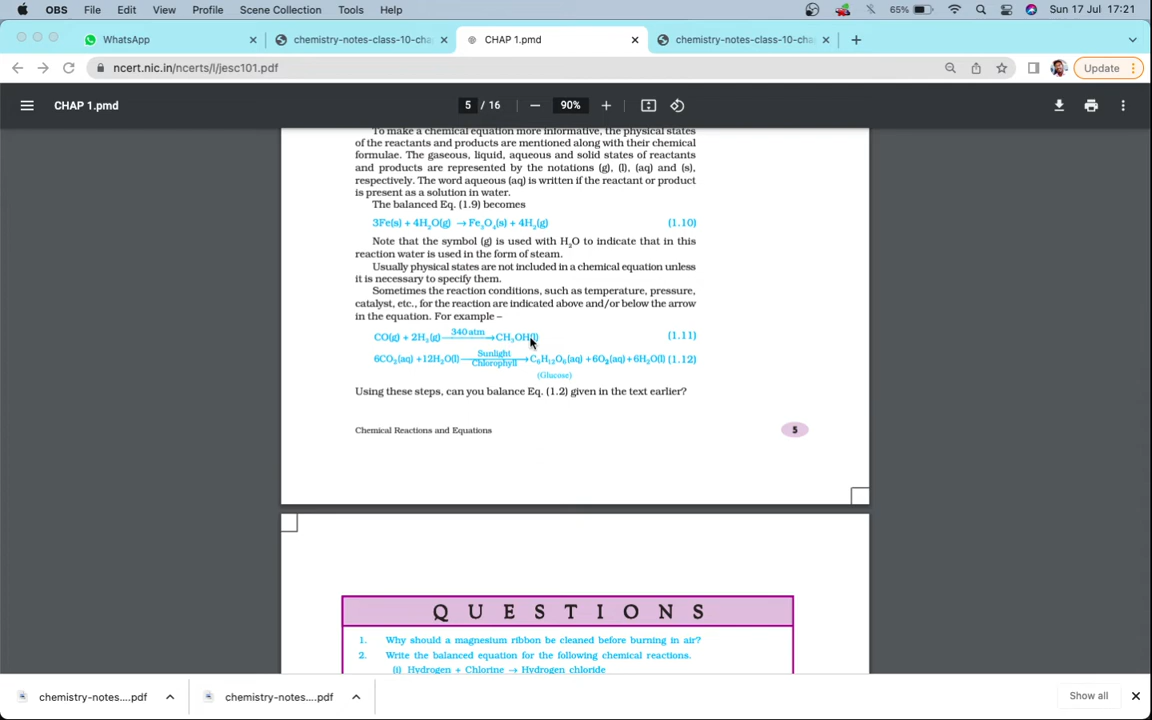 OBS File Edit View Profile Scene Collection Tools Help 65% Sun 17 Jul 17:21
WhatsApp chemistry-notes-class-10-cha CHAP 1.pmd chemistry-notes-class-10-cha
ncert.nic.in/ncerts/l/jesc101.pdf Update
CHAP 1.pmd 5 / 16 90%
To make a chemical equation more informative, the physical states
of the reactants and products are mentioned along with their chemical
formulae. The gaseous, liquid, aqueous and solid states of reactants
and products are represented by the notations (g), (l), (aq) and (s),
respectively. The word aqueous (aq) is written if the reactant or product
is present as a solution in water.
The balanced Eq. (1.9) becomes
3Fe(s) + 4H₂O(g) → Fe₃O₄(s) + 4H₂(g) (1.10)
Note that the symbol (g) is used with H₂O to indicate that in this
reaction water is used in the form of steam.
Usually physical states are not included in a chemical equation unless
it is necessary to specify them.
Sometimes the reaction conditions, such as temperature, pressure,
catalyst, etc., for the reaction are indicated above and/or below the arrow
in the equation. For example –
340 atm
CO(g) + 2H₂(g) → CH₃OH(l) (1.11)
Sunlight
6CO₂(aq) + 12H₂O(l) → C₆H₁₂O₆(aq) + 6O₂(aq) + 6H₂O(l) (1.12)
Chlorophyll
(Glucose)
Using these steps, can you balance Eq. (1.2) given in the text earlier?
Chemical Reactions and Equations 5
QUESTIONS
1. Why should a magnesium ribbon be cleaned before burning in air?
2. Write the balanced equation for the following chemical reactions.
(i) Hydrogen + Chlorine → Hydrogen chloride
chemistry-notes....pdf chemistry-notes....pdf Show all